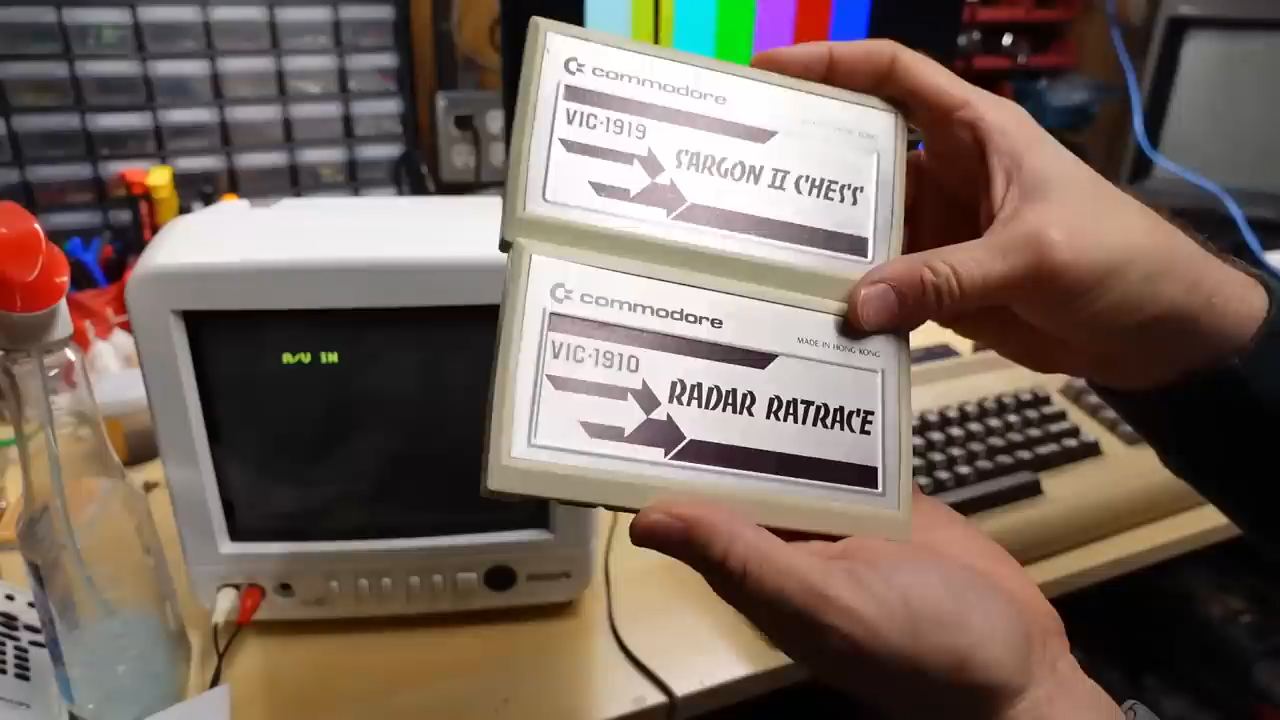 commodore
VIC-1919
SARGON II CHESS
commodore
MADE IN HONG KONG
VIC-1910
RADAR RATRACE
A/V IN